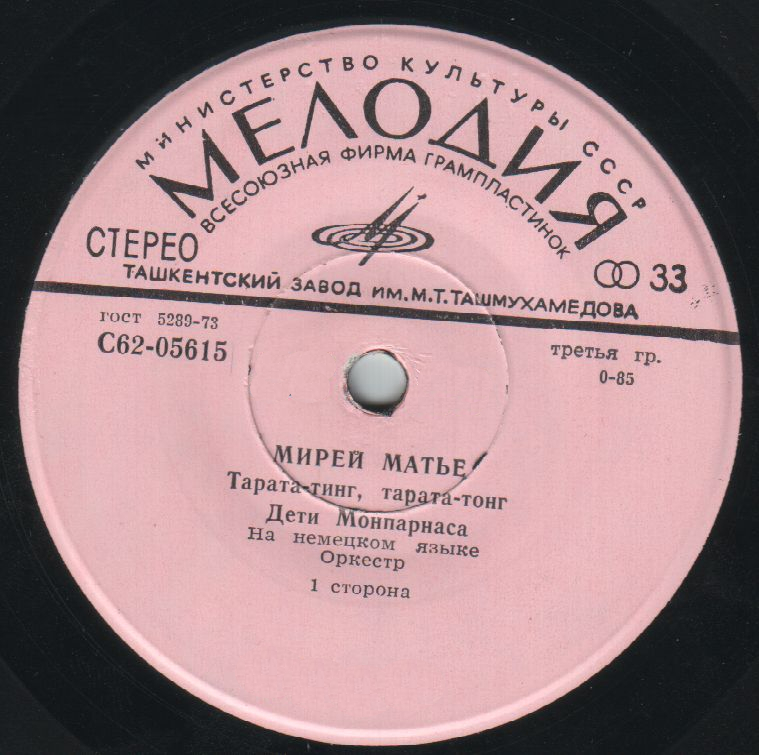 МИНИСТЕРСТВО КУЛЬТУРЫ СССР
МЕЛОДИЯ
ВСЕСОЮЗНАЯ ФИРМА ГРАМПЛАСТИНОК
СТЕРЕО
33
ТАШКЕНТСКИЙ ЗАВОД ИМ.М.Т.ТАШМУХАМЕДОВА
ГОСТ 5289-73
С62-05615
третья гр.
0-85
МИРЕЙ МАТЬЕ
Тарата-тинг, тарата-тонг
Дети Монпарнаса
На немецком языке
Оркестр
1 сторона